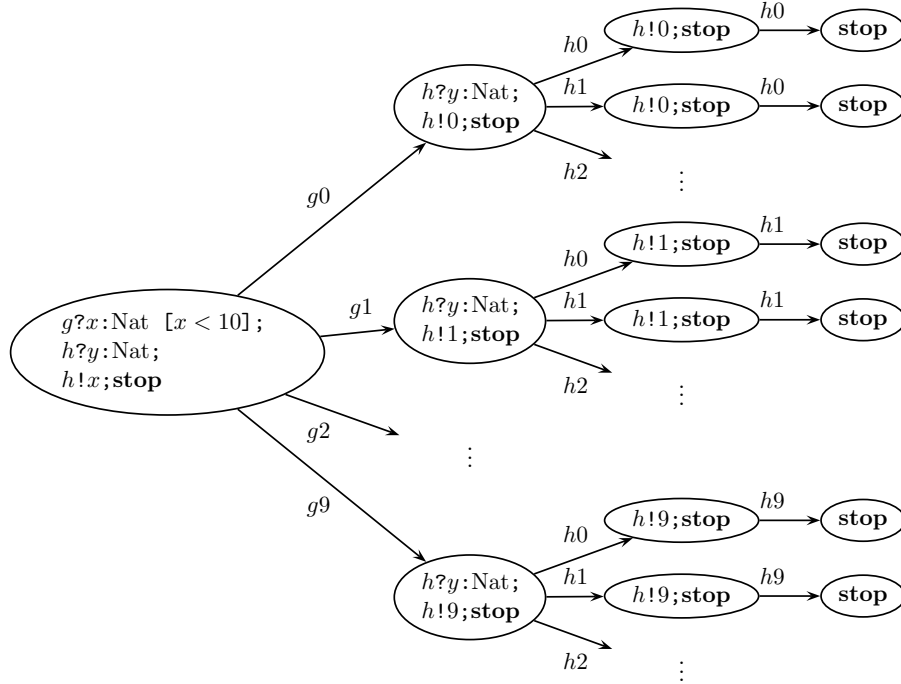 h0
h!0;stop
h0
stop
h?y:Nat;
h!0;stop
h1
h!0;stop
h0
stop
h2
⋮
g0
h!1;stop
h1
stop
h0
g1
h?y:Nat;
h!1;stop
h1
h!1;stop
h1
stop
h2
⋮
g?x:Nat [x < 10];
h?y:Nat;
h!x;stop
g2
⋮
g9
h!9;stop
h9
stop
h0
h?y:Nat;
h!9;stop
h1
h!9;stop
h9
stop
h2
⋮